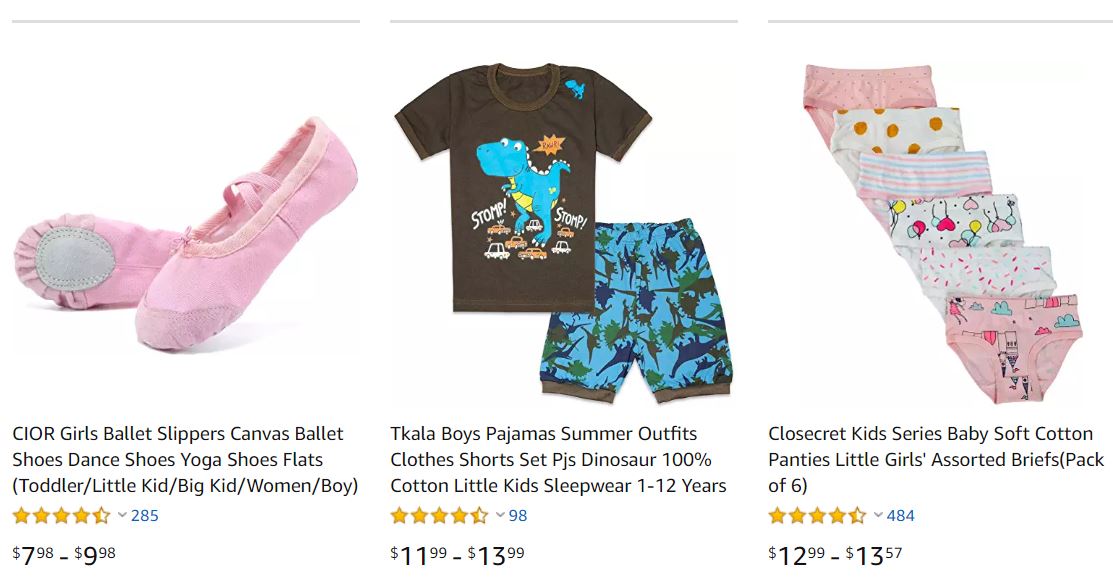 RAWR!
STOMP!
STOMP!
CIOR Girls Ballet Slippers Canvas Ballet
Shoes Dance Shoes Yoga Shoes Flats
(Toddler/Little Kid/Big Kid/Women/Boy)
285
$7.98 - $9.98
Tkala Boys Pajamas Summer Outfits
Clothes Shorts Set Pjs Dinosaur 100%
Cotton Little Kids Sleepwear 1-12 Years
98
$11.99 - $13.99
Closecret Kids Series Baby Soft Cotton
Panties Little Girls' Assorted Briefs(Pack
of 6)
484
$12.99 - $13.57